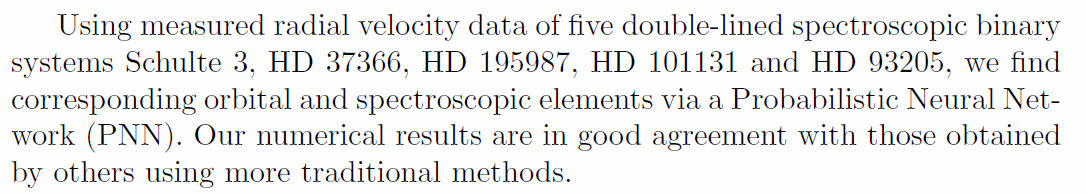 Using measured radial velocity data of five double-lined spectroscopic binary
systems Schulte 3, HD 37366, HD 195987, HD 101131 and HD 93205, we find
corresponding orbital and spectroscopic elements via a Probabilistic Neural Net-
work (PNN). Our numerical results are in good agreement with those obtained
by others using more traditional methods.